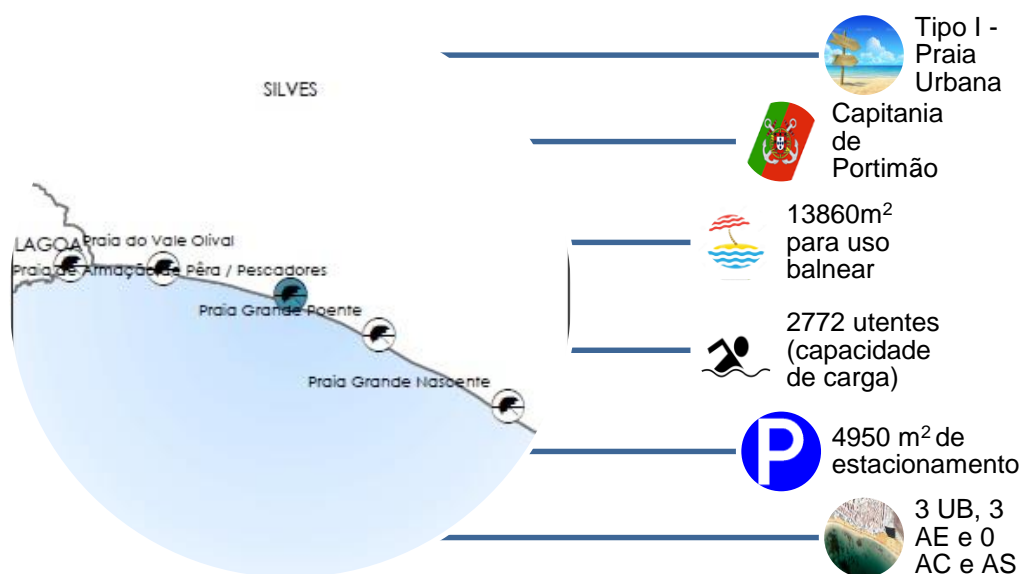 SILVES
LAGOA
Praia do Vale Olival
Praia de Armação de Pêra / Pescadores
Praia Grande Poente
Praia Grande Nascente
Tipo I -
Praia
Urbana
Capitania
de
Portimão
13860m²
para uso
balnear
2772 utentes
(capacidade
de carga)
P
4950 m² de
estacionamento
3 UB, 3
AE e 0
AC e AS